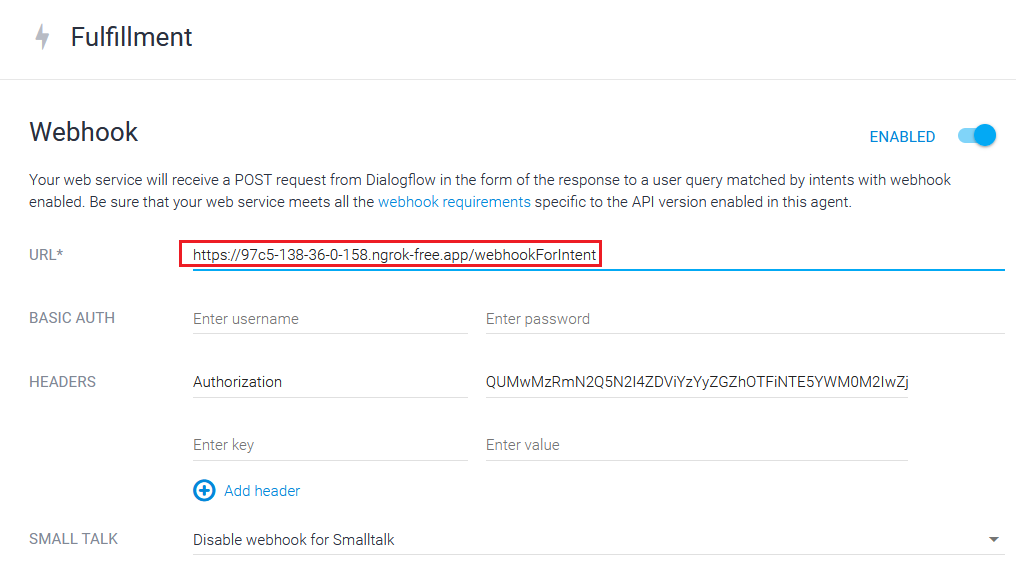 Fulfillment
Webhook
ENABLED
Your web service will receive a POST request from Dialogflow in the form of the response to a user query matched by intents with webhook
enabled. Be sure that your web service meets all the webhook requirements specific to the API version enabled in this agent.
URL* https://97c5-138-36-0-158.ngrok-free.app/webhookForIntent
BASIC AUTH Enter username Enter password
HEADERS Authorization QUMwMzRmN2Q5N2I4ZDViYzYyZGZhOTFiNTE5YWM0M2IwZj
Enter key Enter value
Add header
SMALL TALK Disable webhook for Smalltalk